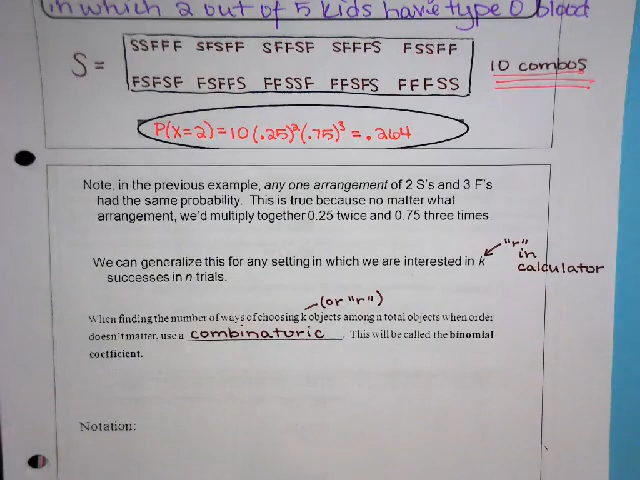 in which 2 out of 5 kids have type O blood
S = SSFFF SFSFF SFFSF SFFFS FSSFF
FSFSF FSFFS FFSSF FFSFS FFFSS
10 combos
P(X=2)=10(.25)²(.75)³ = .264
Note, in the previous example, any one arrangement of 2 S's and 3 F's
had the same probability. This is true because no matter what
arrangement, we'd multiply together 0.25 twice and 0.75 three times.
We can generalize this for any setting in which we are interested in k
successes in n trials.
"r"
in
calculator
(or "r")
When finding the number of ways of choosing k objects among n total objects when order
doesn't matter, use a combinatoric. This will be called the binomial
coefficient.
Notation: